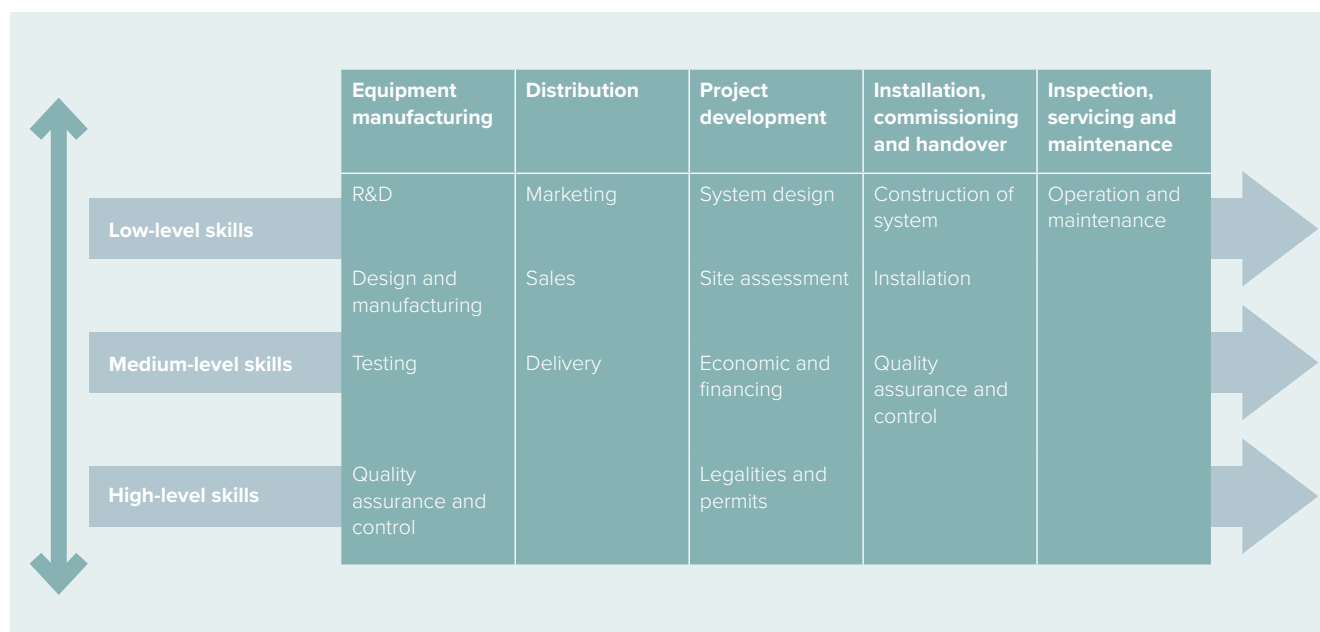 Equipment
manufacturing
Distribution
Project
development
Installation,
commissioning
and handover
Inspection,
servicing and
maintenance
Low-level skills
R&D
Marketing
System design
Construction of
system
Operation and
maintenance
Design and
manufacturing
Sales
Site assessment
Installation
Medium-level skills
Testing
Delivery
Economic and
financing
Quality
assurance and
control
High-level skills
Quality
assurance and
control
Legalities and
permits